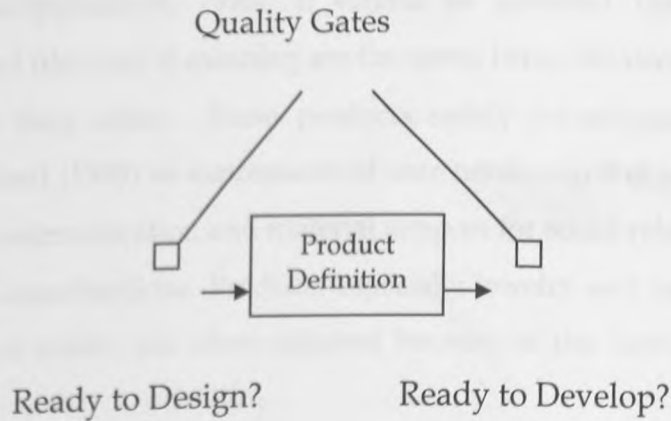 Quality Gates
Product
Definition
Ready to Design?
Ready to Develop?